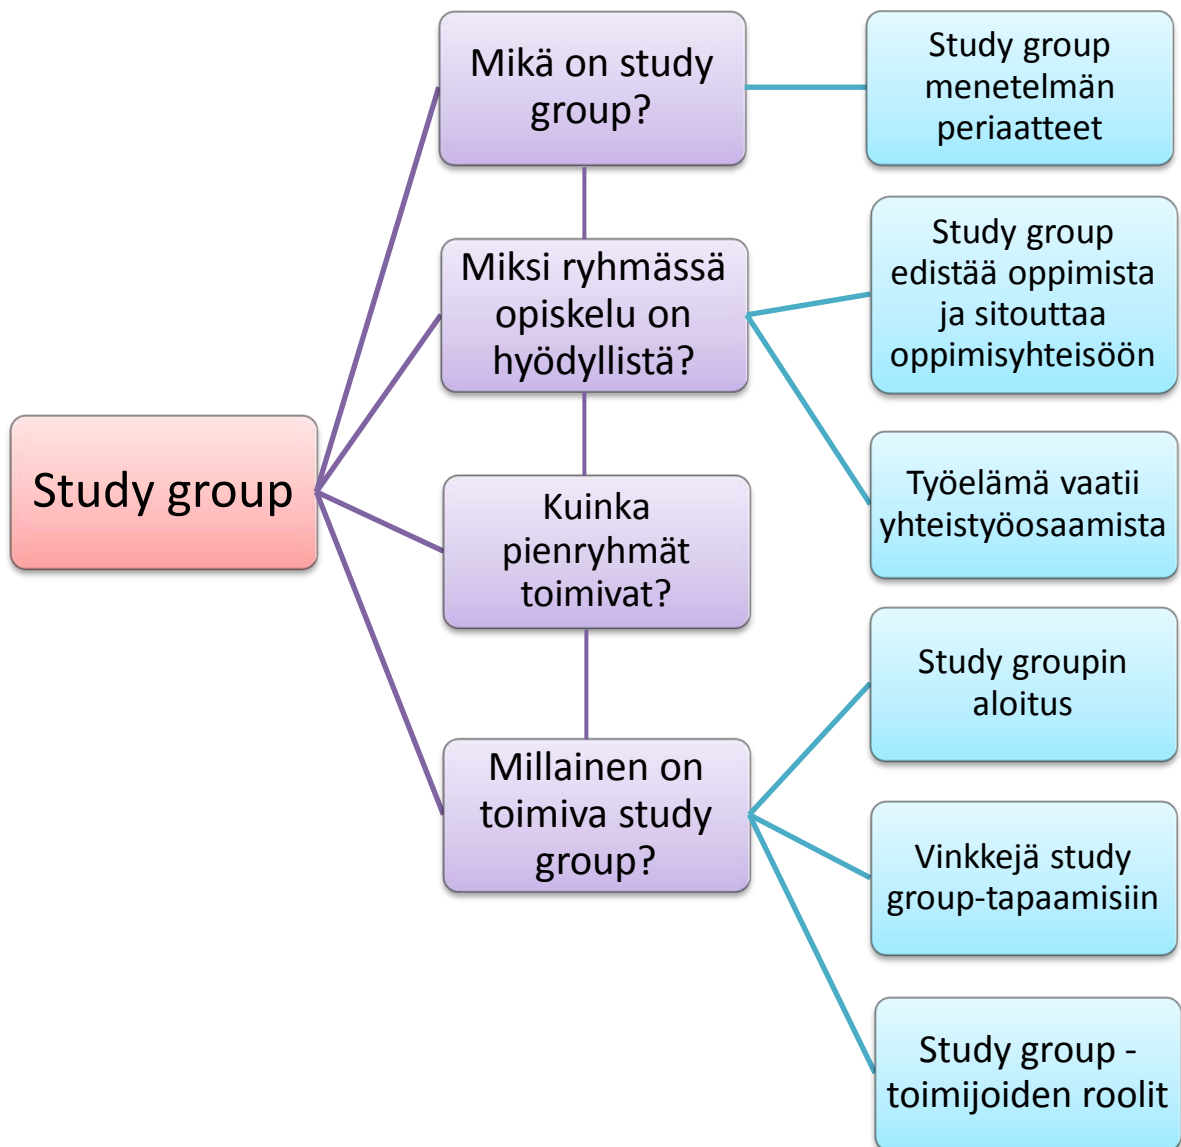 Study group
Mikä on study
group?
Study group
menetelmän
periaatteet
Miksi ryhmässä
opiskelu on
hyödyllistä?
Study group
edistää oppimista
ja sitouttaa
oppimisyhteisöön
Työelämä vaatii
yhteistyöosaamista
Kuinka
pienryhmät
toimivat?
Millainen on
toimiva study
group?
Study groupin
aloitus
Vinkkejä study
group-tapaamisiin
Study group -
toimijoiden roolit